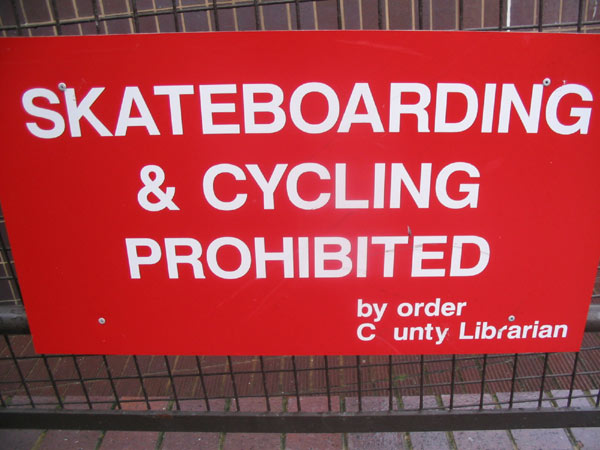 SKATEBOARDING
& CYCLING
PROHIBITED
by order
C unty Librarian